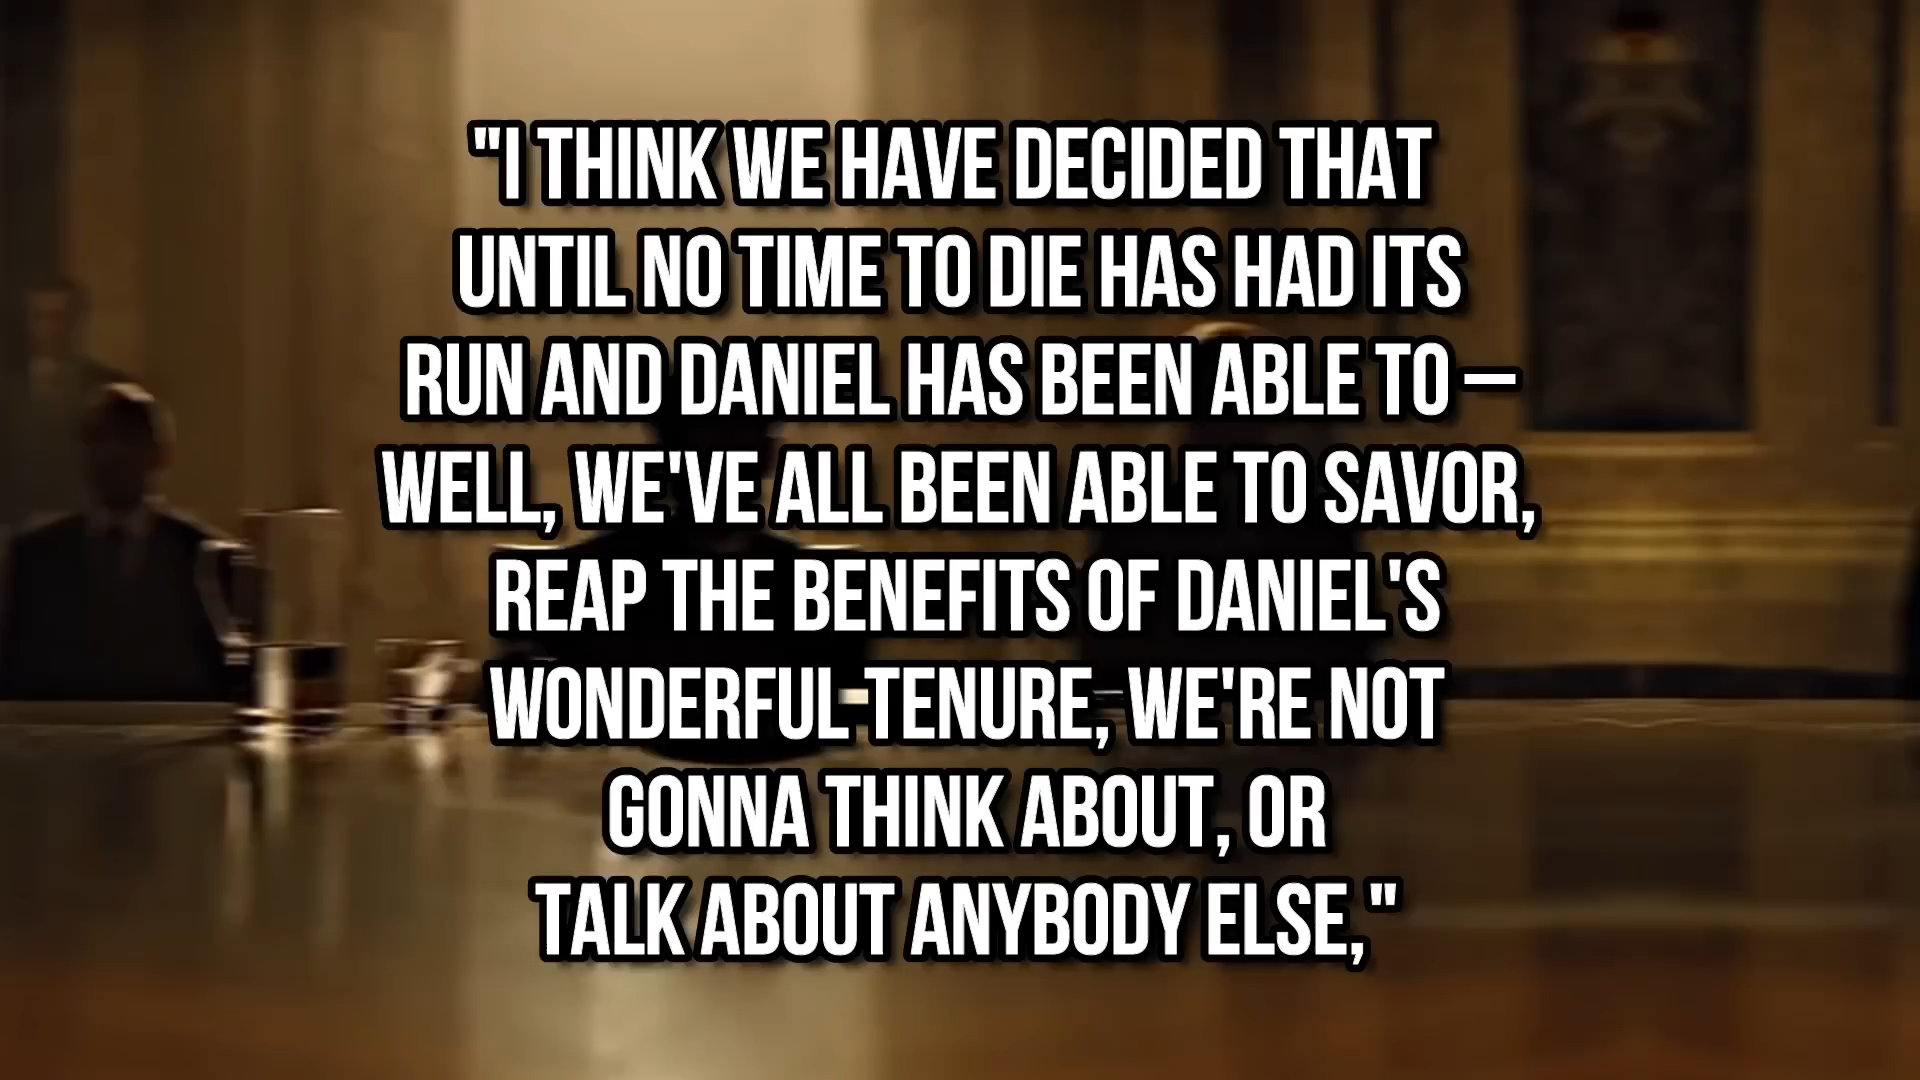 "I THINK WE HAVE DECIDED THAT
UNTIL NO TIME TO DIE HAS HAD ITS
RUN AND DANIEL HAS BEEN ABLE TO –
WELL, WE'VE ALL BEEN ABLE TO SAVOR,
REAP THE BENEFITS OF DANIEL'S
WONDERFUL TENURE, WE'RE NOT
GONNA THINK ABOUT, OR
TALK ABOUT ANYBODY ELSE,"